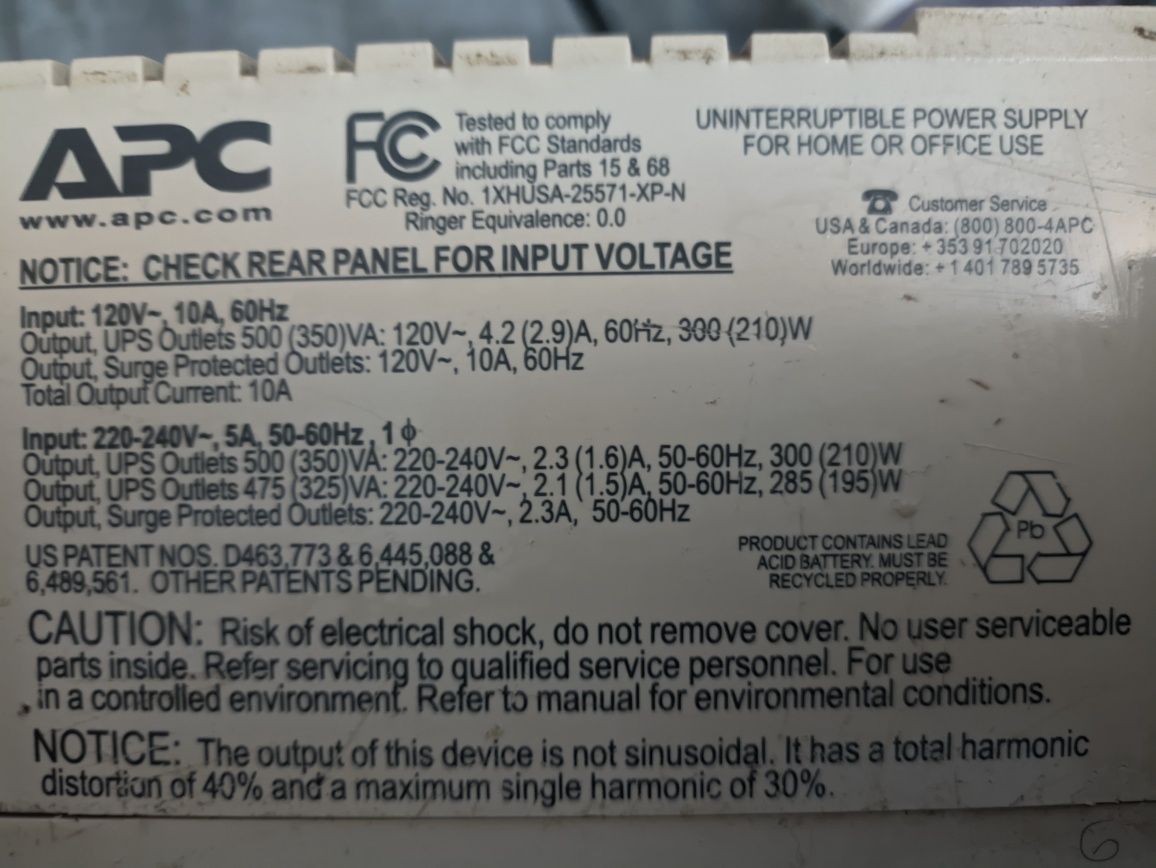 APC
www.apc.com
FC
Tested to comply
with FCC Standards
including Parts 15 & 68
FCC Reg. No. 1XHUSA-25571-XP-N
Ringer Equivalence: 0.0
UNINTERRUPTIBLE POWER SUPPLY
FOR HOME OR OFFICE USE
Customer Service
USA & Canada: (800) 800-4APC
Europe: + 353 91 702020
Worldwide: + 1 401 789 5735
NOTICE: CHECK REAR PANEL FOR INPUT VOLTAGE
Input: 120V~, 10A, 60Hz
Output, UPS Outlets 500 (350)VA: 120V~, 4.2 (2.9)A, 60Hz, 300 (210)W
Output, Surge Protected Outlets: 120V~, 10A, 60Hz
Total Output Current: 10A
Input: 220-240V~, 5A, 50-60Hz, 1 ϕ
Output, UPS Outlets 500 (350)VA: 220-240V~, 2.3 (1.6)A, 50-60Hz, 300 (210)W
Output, UPS Outlets 475 (325)VA: 220-240V~, 2.1 (1.5)A, 50-60Hz, 285 (195)W
Output, Surge Protected Outlets: 220-240V~, 2.3A, 50-60Hz
US PATENT NOS. D463,773 & 6,445,088 &
6,489,561. OTHER PATENTS PENDING.
PRODUCT CONTAINS LEAD
ACID BATTERY. MUST BE
RECYCLED PROPERLY.
Pb
CAUTION: Risk of electrical shock, do not remove cover. No user serviceable
parts inside. Refer servicing to qualified service personnel. For use
in a controlled environment. Refer to manual for environmental conditions.
NOTICE: The output of this device is not sinusoidal. It has a total harmonic
distortion of 40% and a maximum single harmonic of 30%.
6